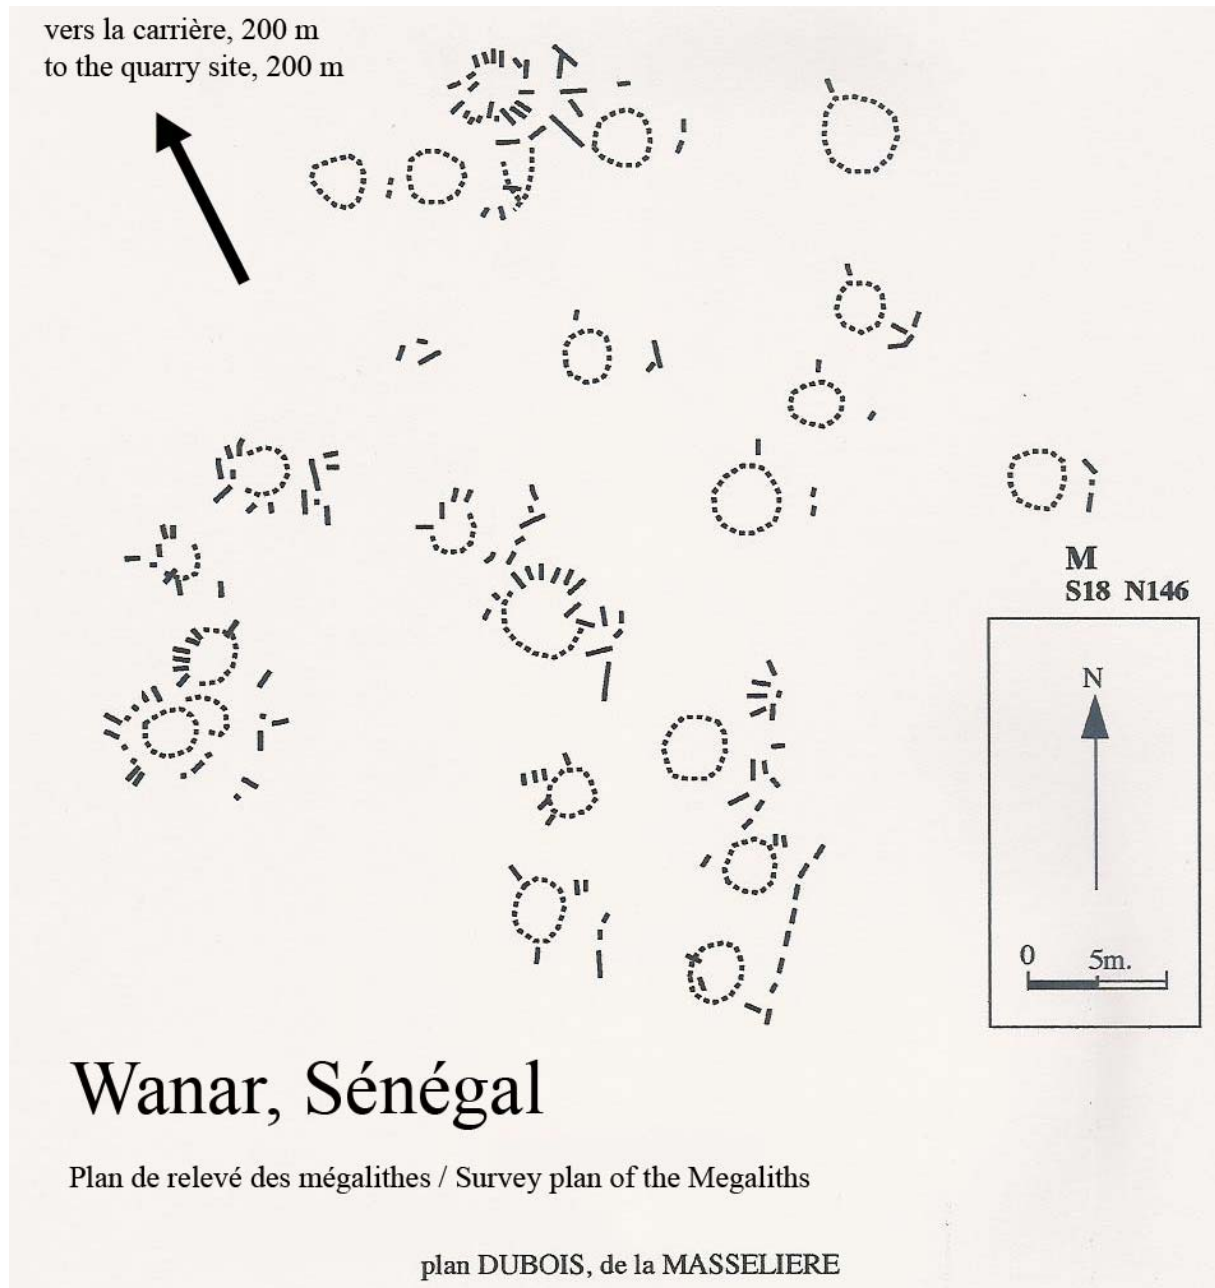 vers la carrière, 200 m
to the quarry site, 200 m
M
S18 N146
N
0 5m.
Wanar, Sénégal
Plan de relevé des mégalithes / Survey plan of the Megaliths
plan DUBOIS, de la MASSELIERE